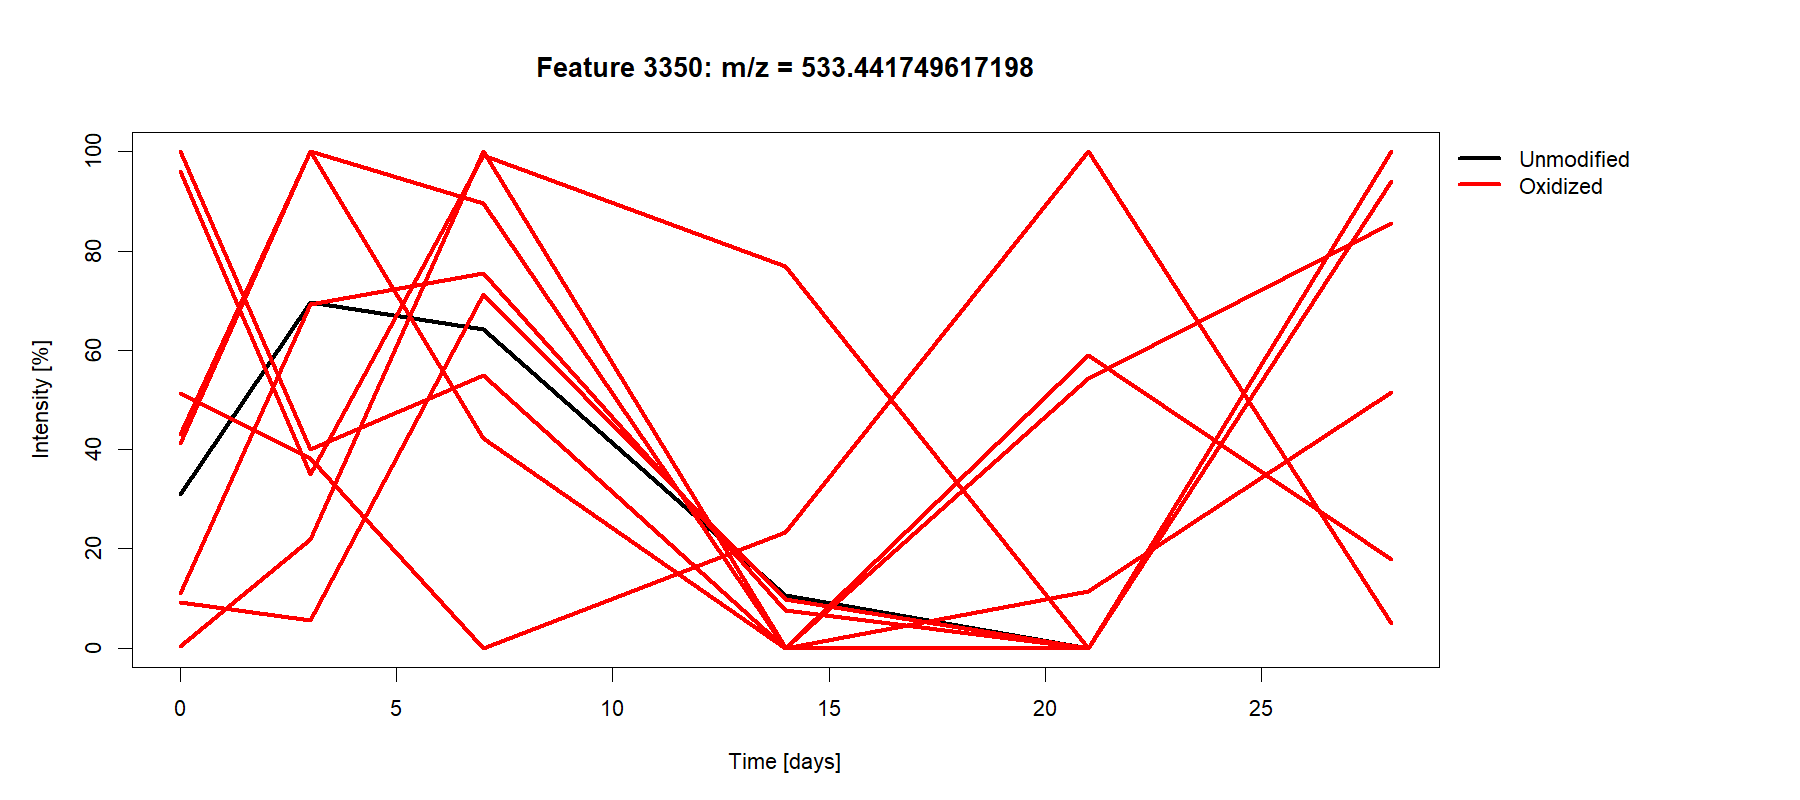 Feature 3350: m/z = 533.441749617198
Unmodified
Oxidized
Intensity [%]
100
80
60
40
20
0
0 5 10 15 20 25
Time [days]